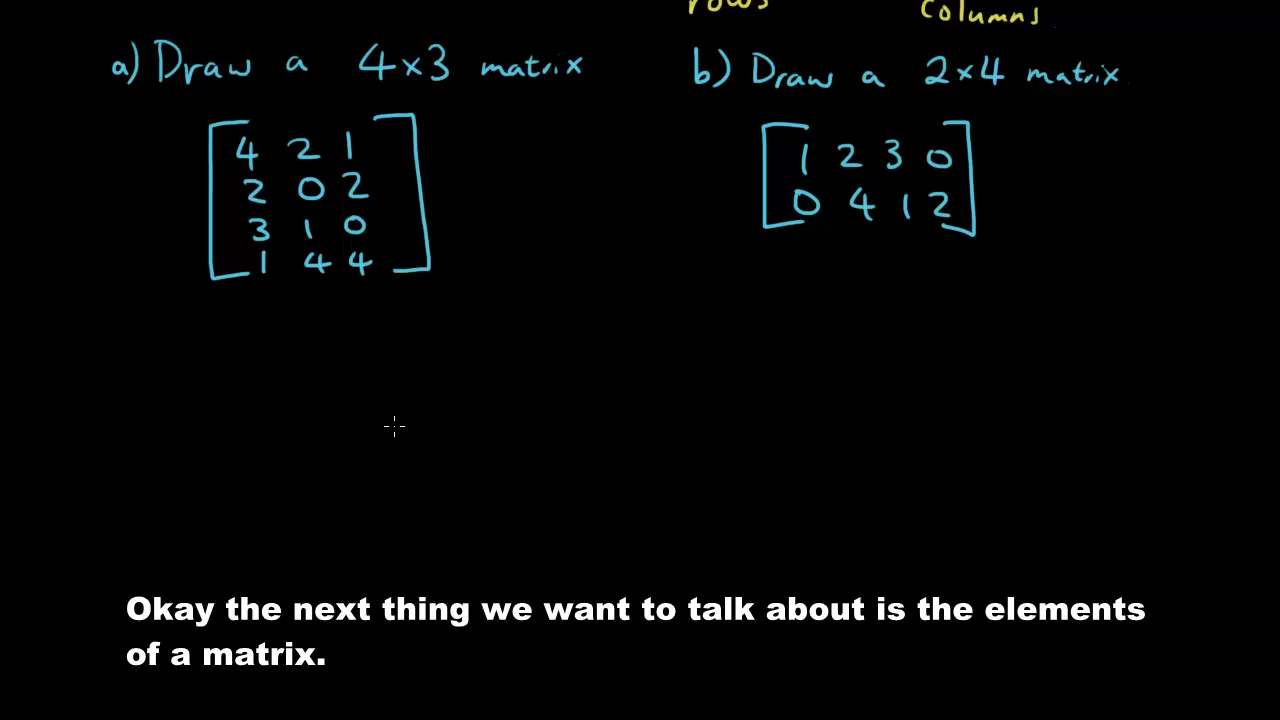 rows columns
a) Draw a 4×3 matrix b) Draw a 2×4 matrix
4 2 1
2 0 2
3 1 0
1 4 4
1 2 3 0
0 4 1 2
Okay the next thing we want to talk about is the elements
of a matrix.